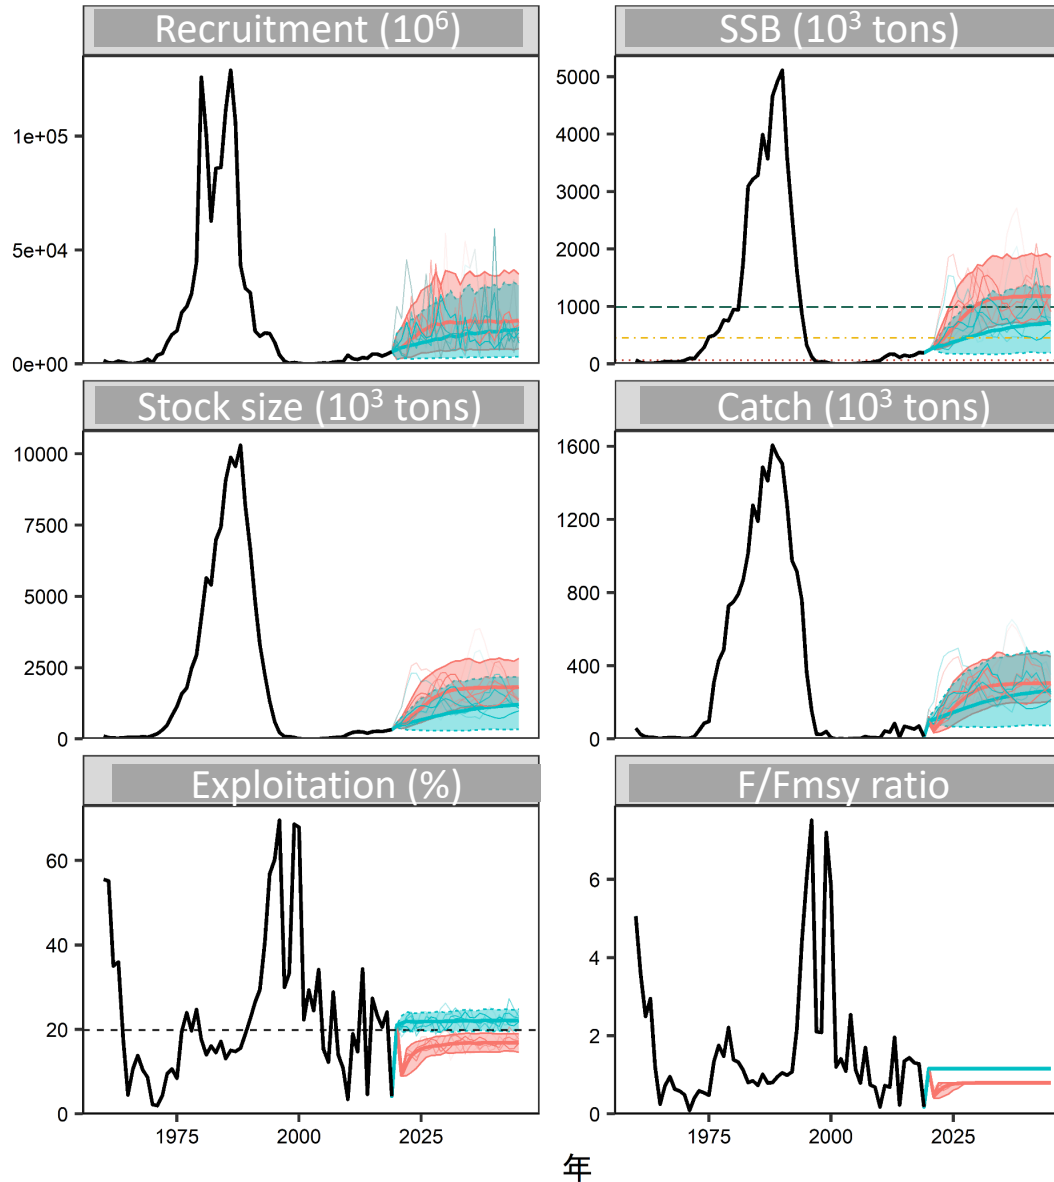 Recruitment (10⁶)
SSB (10³ tons)
1e+05
5e+04
0e+00
5000
4000
3000
2000
1000
0
Stock size (10³ tons)
Catch (10³ tons)
10000
7500
5000
2500
0
1600
1200
800
400
0
Exploitation (%)
F/Fmsy ratio
60
40
20
0
6
4
2
0
1975 2000 2025
1975 2000 2025
年